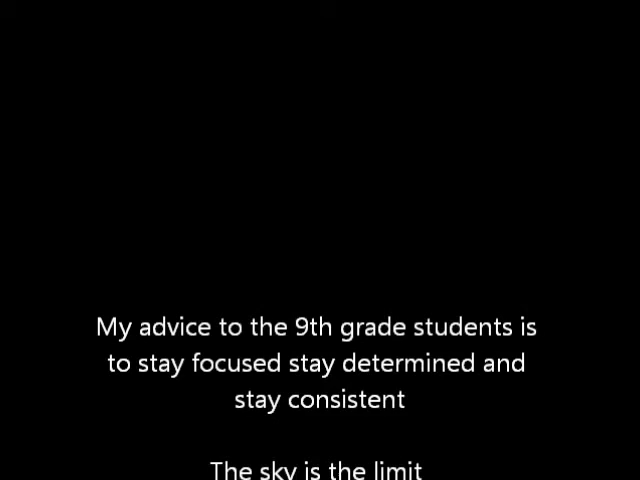 My advice to the 9th grade students is
to stay focused stay determined and
stay consistent
The sky is the limit